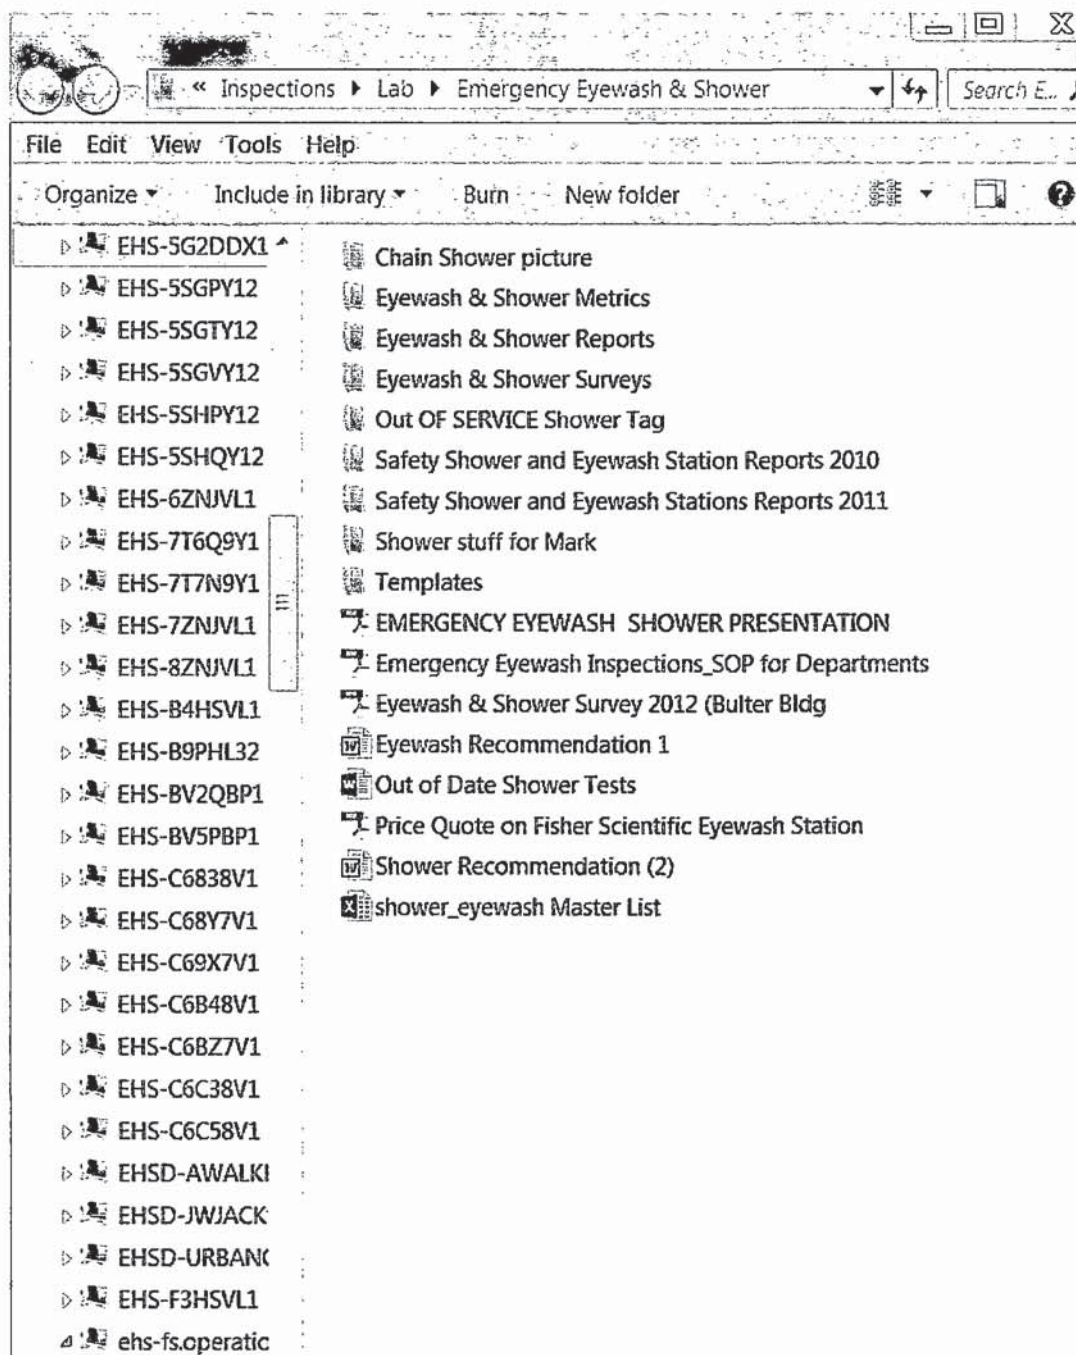 « Inspections ▸ Lab ▸ Emergency Eyewash & Shower
Search E...
File Edit View Tools Help
Organize Include in library Burn New folder
EHS-5G2DDX1
EHS-5SGPY12
EHS-5SGTY12
EHS-5SGVY12
EHS-5SHPY12
EHS-5SHQY12
EHS-6ZNJVL1
EHS-7T6Q9Y1
EHS-7T7N9Y1
EHS-7ZNJVL1
EHS-8ZNJVL1
EHS-B4HSVL1
EHS-B9PHL32
EHS-BV2QBP1
EHS-BV5PBP1
EHS-C6838V1
EHS-C68Y7V1
EHS-C69X7V1
EHS-C6B48V1
EHS-C6BZ7V1
EHS-C6C38V1
EHS-C6C58V1
EHSD-AWALKI
EHSD-JWJACK
EHSD-URBAN(
EHS-F3HSVL1
ehs-fs.operatic
Chain Shower picture
Eyewash & Shower Metrics
Eyewash & Shower Reports
Eyewash & Shower Surveys
Out OF SERVICE Shower Tag
Safety Shower and Eyewash Station Reports 2010
Safety Shower and Eyewash Stations Reports 2011
Shower stuff for Mark
Templates
EMERGENCY EYEWASH SHOWER PRESENTATION
Emergency Eyewash Inspections_SOP for Departments
Eyewash & Shower Survey 2012 (Bulter Bldg
Eyewash Recommendation 1
Out of Date Shower Tests
Price Quote on Fisher Scientific Eyewash Station
Shower Recommendation (2)
shower_eyewash Master List